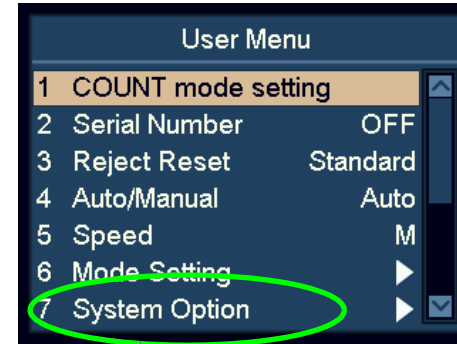 User Menu
1 COUNT mode setting
2 Serial Number OFF
3 Reject Reset Standard
4 Auto/Manual Auto
5 Speed M
6 Mode Setting
7 System Option